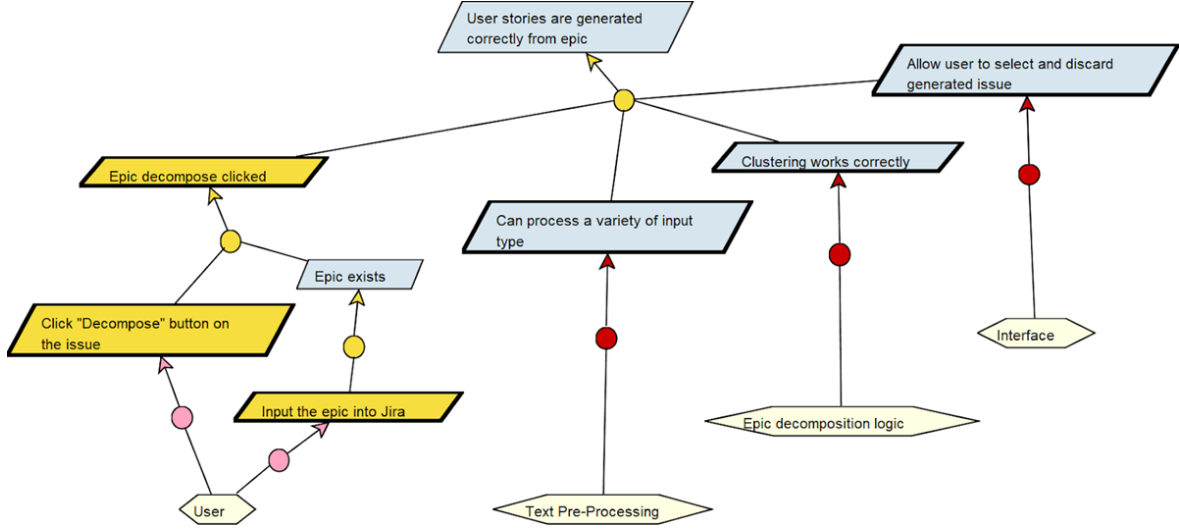 User stories are generated
correctly from epic
Allow user to select and discard
generated issue
Epic decompose clicked
Clustering works correctly
Can process a variety of input
type
Epic exists
Click "Decompose" button on
the issue
Interface
Input the epic into Jira
Epic decomposition logic
User
Text Pre-Processing